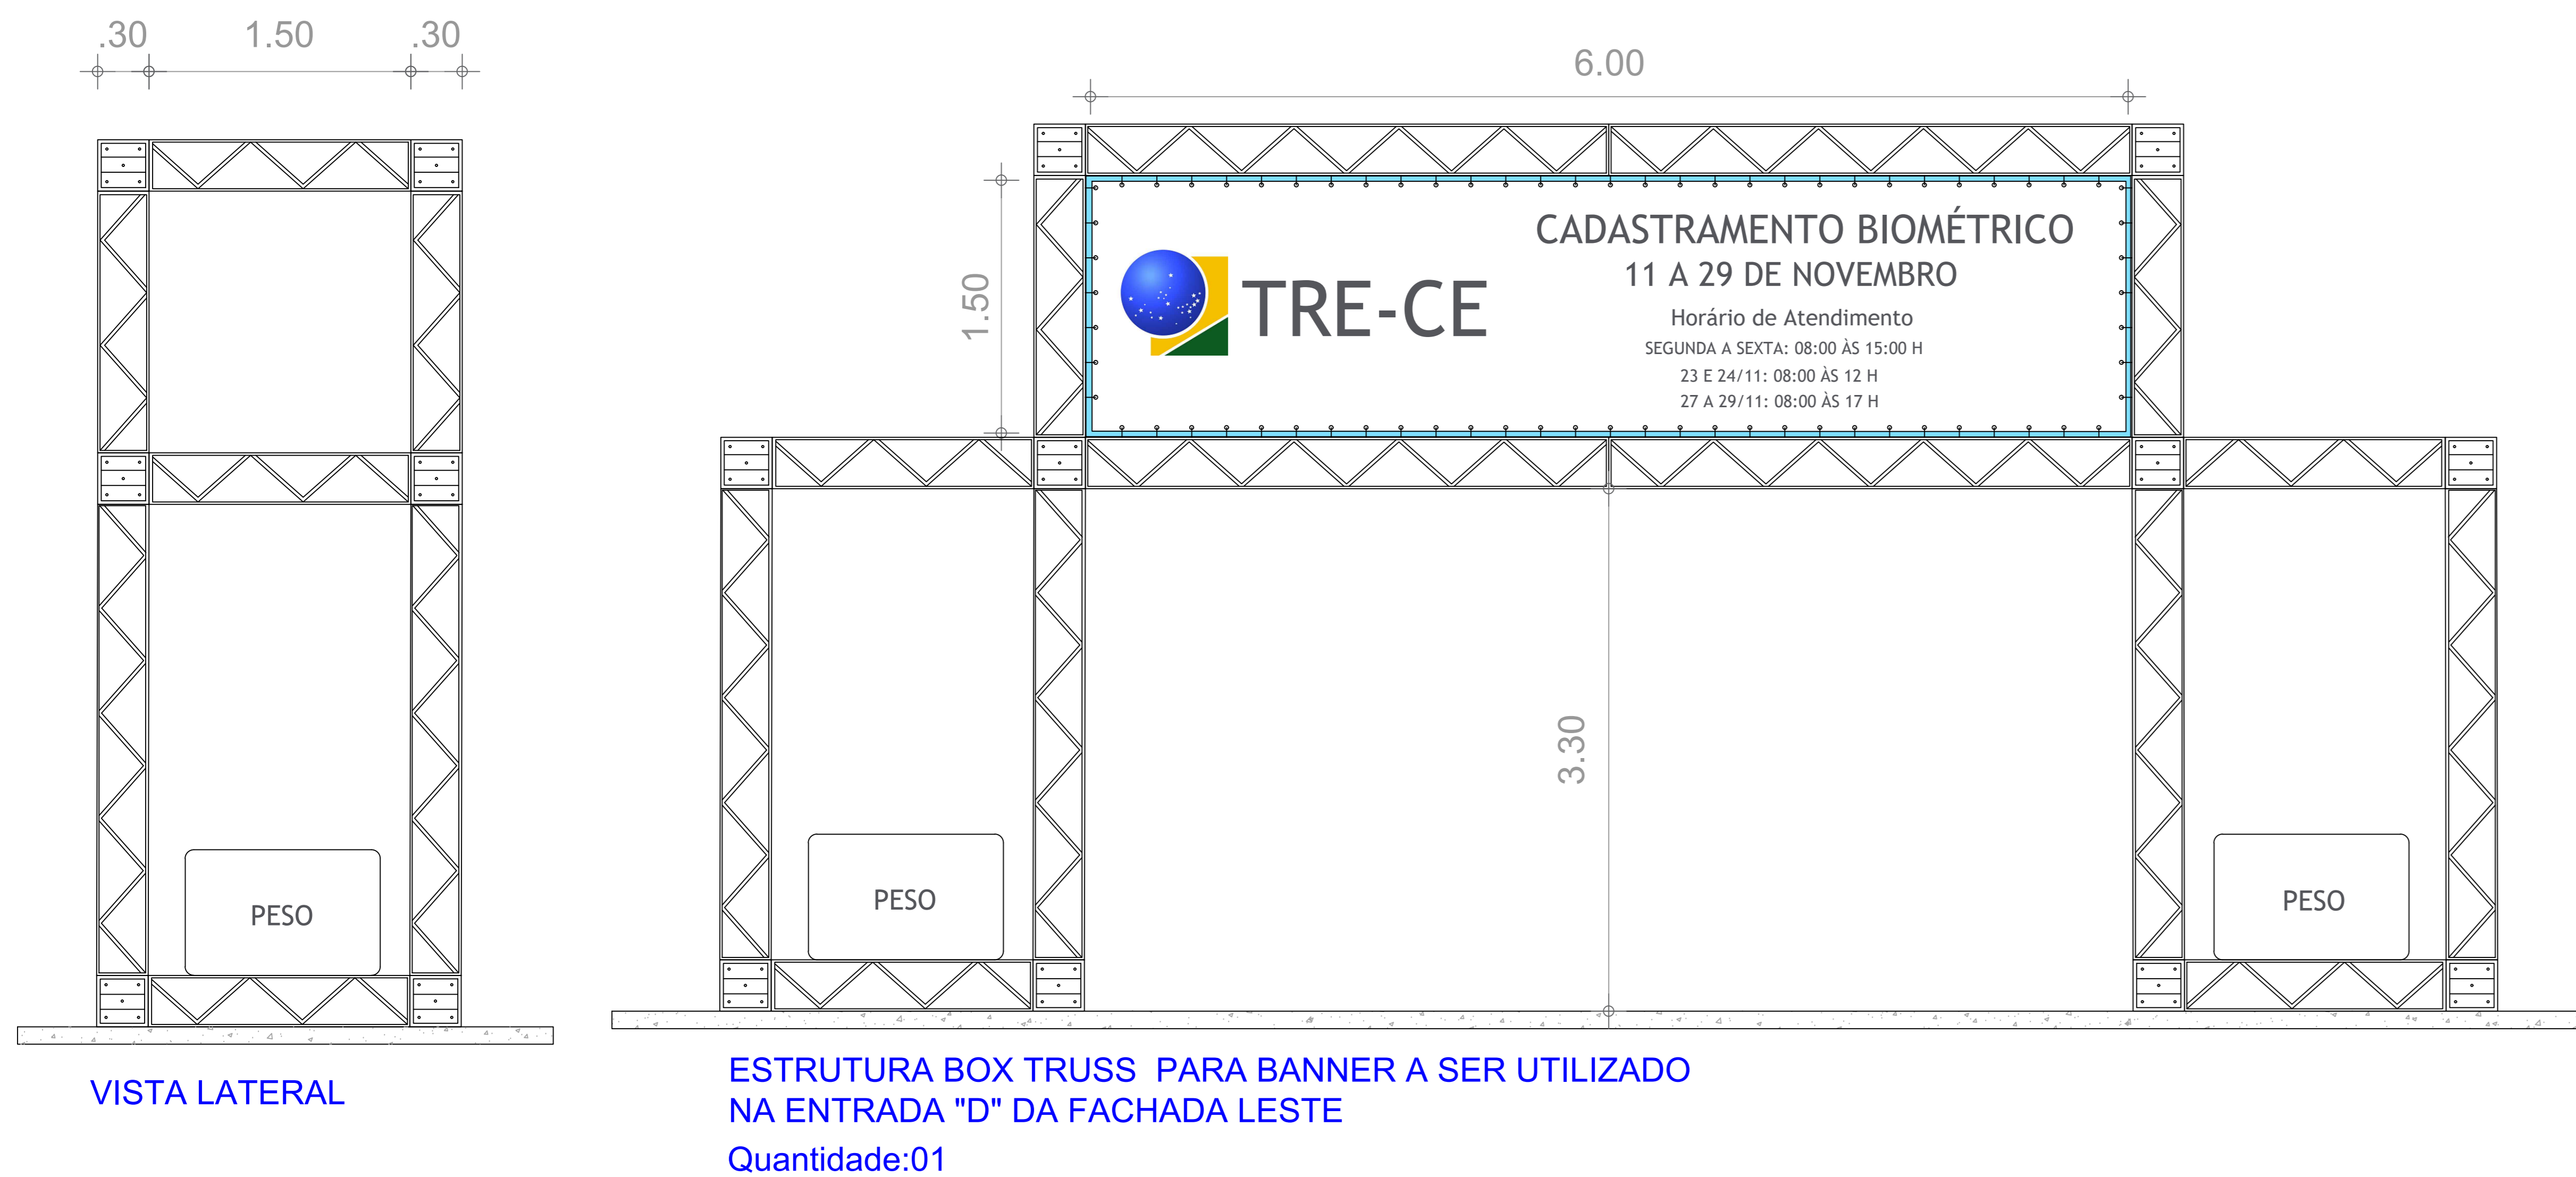 .30 1.50 .30
6.00
1.50
CADASTRAMENTO BIOMÉTRICO
11 A 29 DE NOVEMBRO
TRE-CE
Horário de Atendimento
SEGUNDA A SEXTA: 08:00 ÀS 15:00 H
23 E 24/11: 08:00 ÀS 12 H
27 A 29/11: 08:00 ÀS 17 H
3.30
PESO
PESO
PESO
VISTA LATERAL
ESTRUTURA BOX TRUSS PARA BANNER A SER UTILIZADO
NA ENTRADA "D" DA FACHADA LESTE
Quantidade:01